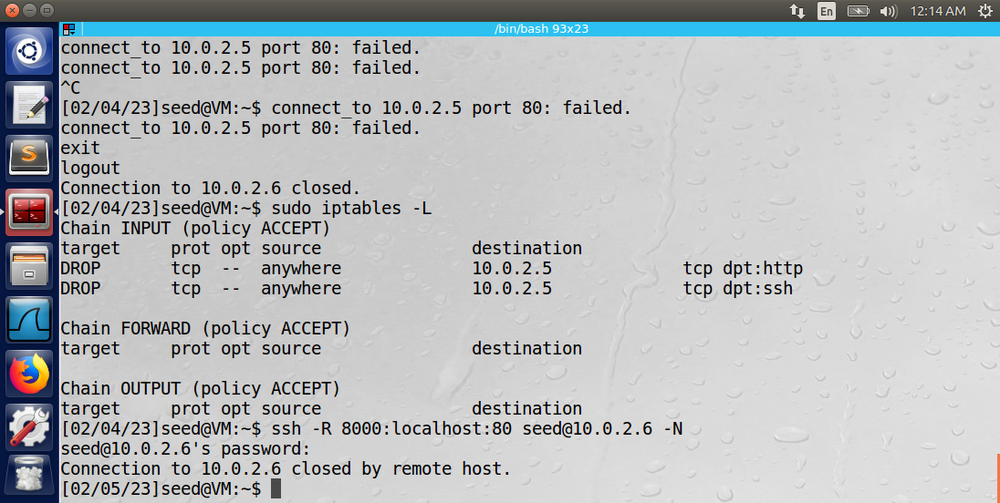 En 12:14 AM
/bin/bash 93x23
connect_to 10.0.2.5 port 80: failed.
connect_to 10.0.2.5 port 80: failed.
^C
[02/04/23]seed@VM:~$ connect_to 10.0.2.5 port 80: failed.
connect_to 10.0.2.5 port 80: failed.
exit
logout
Connection to 10.0.2.6 closed.
[02/04/23]seed@VM:~$ sudo iptables -L
Chain INPUT (policy ACCEPT)
target     prot opt source               destination
DROP       tcp  --  anywhere             10.0.2.5             tcp dpt:http
DROP       tcp  --  anywhere             10.0.2.5             tcp dpt:ssh

Chain FORWARD (policy ACCEPT)
target     prot opt source               destination

Chain OUTPUT (policy ACCEPT)
target     prot opt source               destination
[02/04/23]seed@VM:~$ ssh -R 8000:localhost:80 seed@10.0.2.6 -N
seed@10.0.2.6's password:
Connection to 10.0.2.6 closed by remote host.
[02/05/23]seed@VM:~$